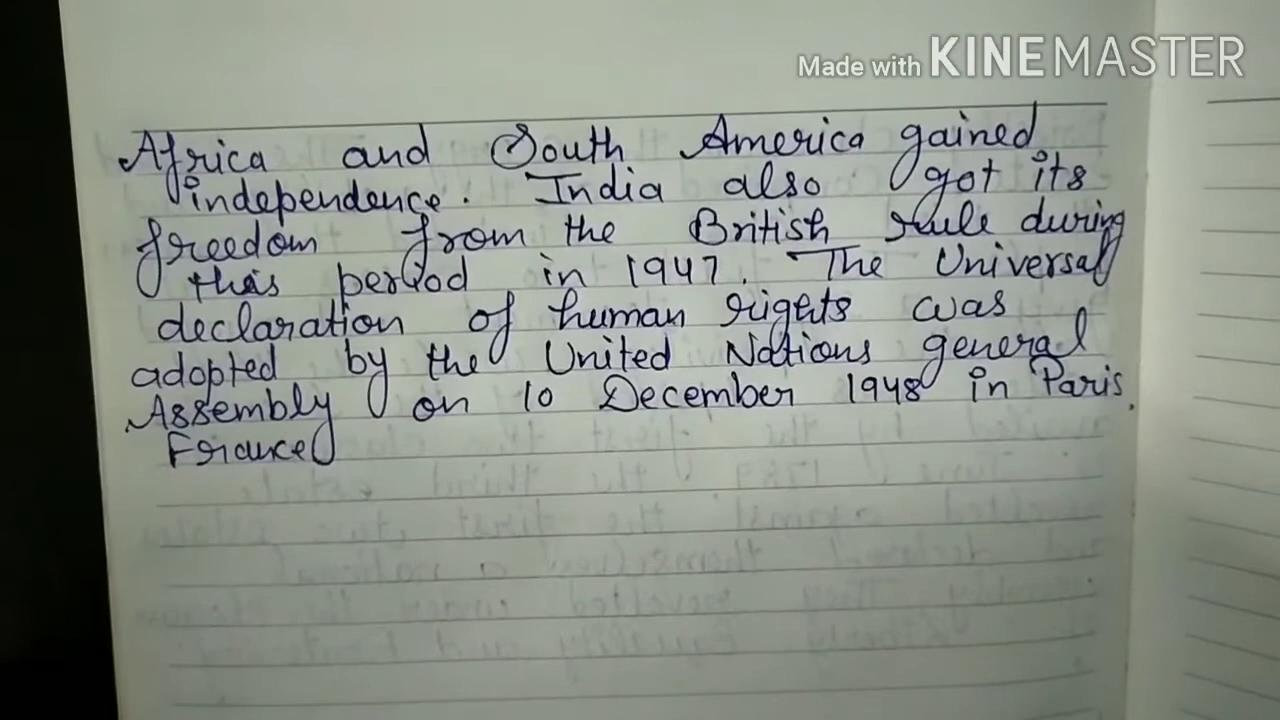 Made with KINEMASTER
Africa and South America gained
independence. India also got its
freedom from the British rule during
this period in 1947. The Universal
declaration of human rights was
adopted by the United Nations general
Assembly on 10 December 1948 in Paris,
France